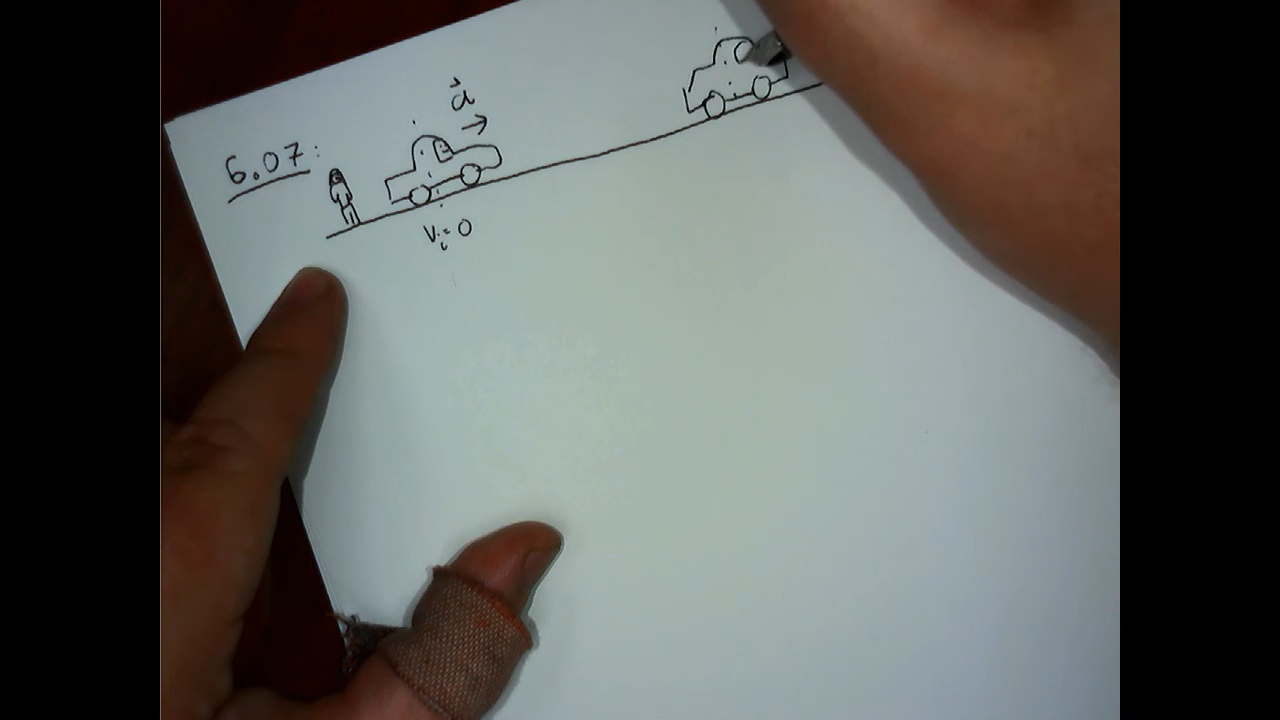 6.07:
a⃗
vᵢ = 0